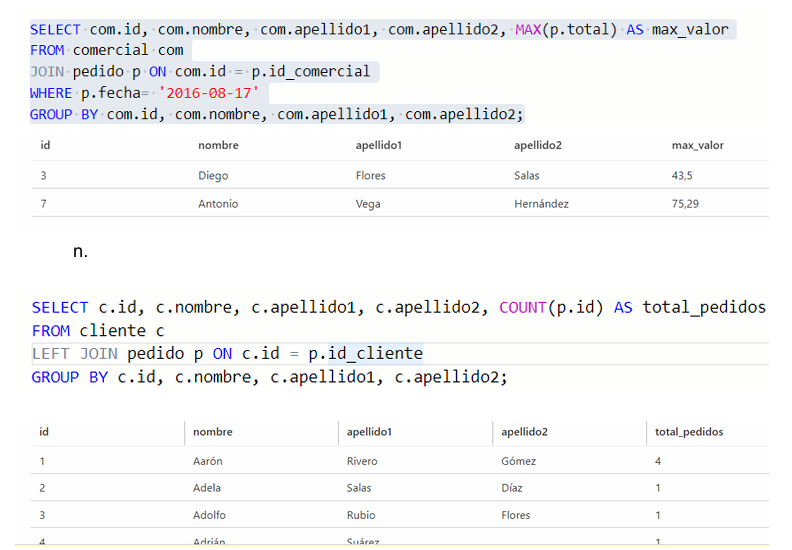 SELECT com.id, com.nombre, com.apellido1, com.apellido2, MAX(p.total) AS max_valor
FROM comercial com
JOIN pedido p ON com.id = p.id_comercial
WHERE p.fecha= '2016-08-17'
GROUP BY com.id, com.nombre, com.apellido1, com.apellido2;
id nombre apellido1 apellido2 max_valor
3 Diego Flores Salas 43,5
7 Antonio Vega Hernández 75,29
n.
SELECT c.id, c.nombre, c.apellido1, c.apellido2, COUNT(p.id) AS total_pedidos
FROM cliente c
LEFT JOIN pedido p ON c.id = p.id_cliente
GROUP BY c.id, c.nombre, c.apellido1, c.apellido2;
id nombre apellido1 apellido2 total_pedidos
1 Aarón Rivero Gómez 4
2 Adela Salas Díaz 1
3 Adolfo Rubio Flores 1
4 Adrián Suárez 1